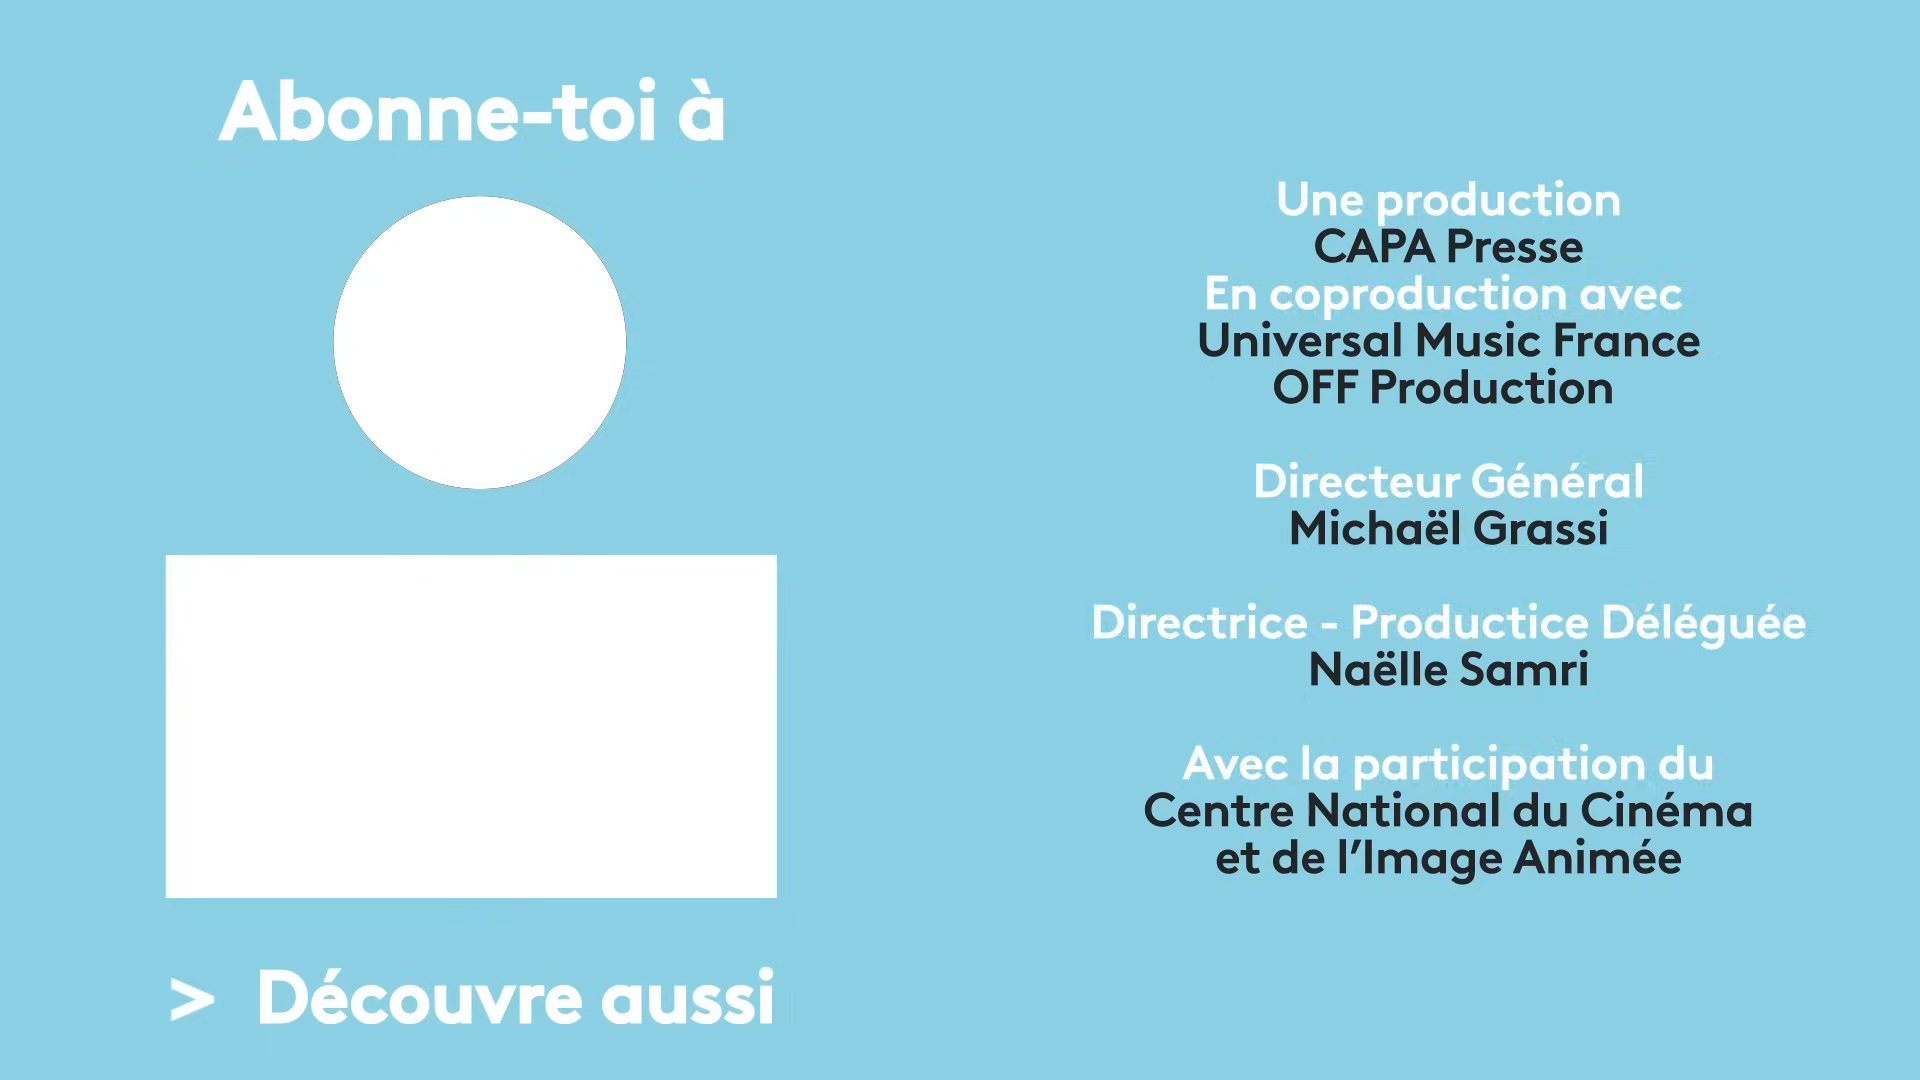 Abonne-toi à
> Découvre aussi
Une production
CAPA Presse
En coproduction avec
Universal Music France
OFF Production
Directeur Général
Michaël Grassi
Directrice - Productice Déléguée
Naëlle Samri
Avec la participation du
Centre National du Cinéma
et de l’Image Animée